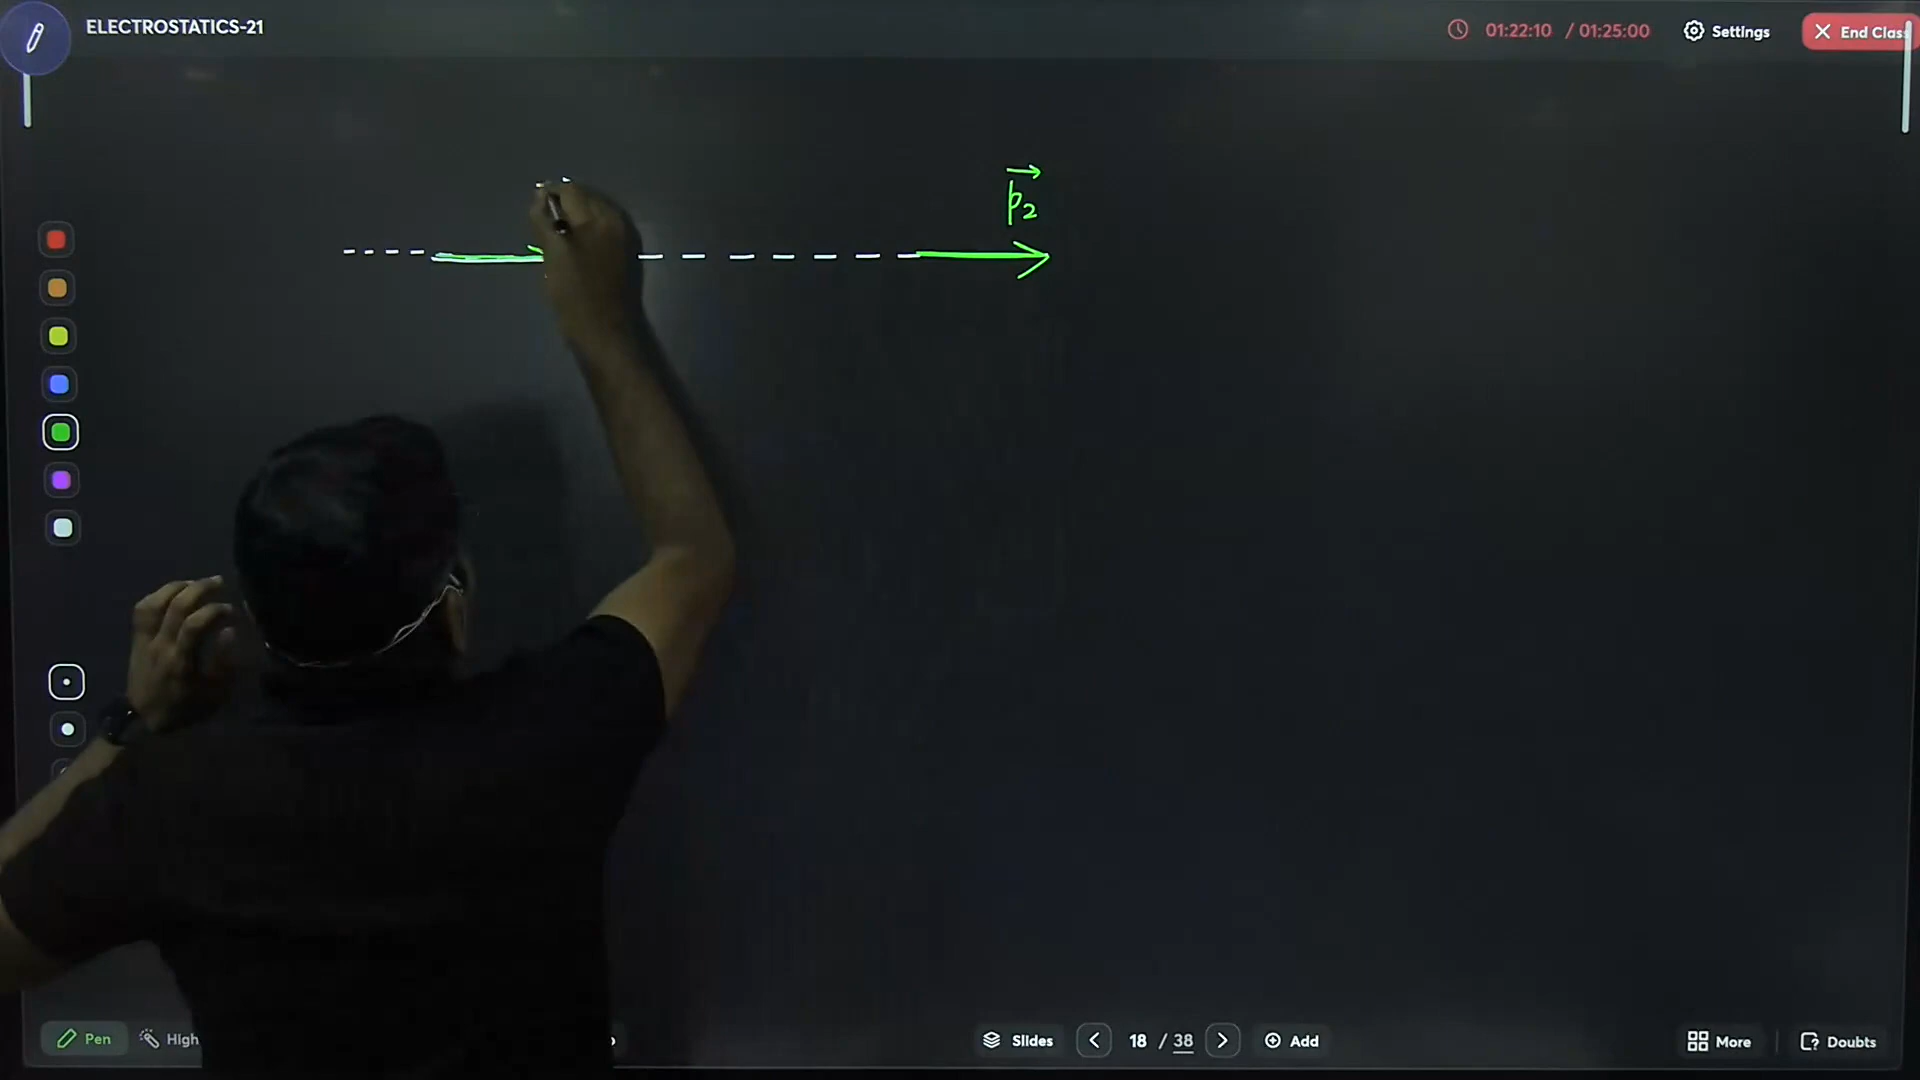 ELECTROSTATICS-21
01:22:10 / 01:25:00
Settings
End Class
p₂
Pen
High
Slides
18 / 38
Add
More
Doubts